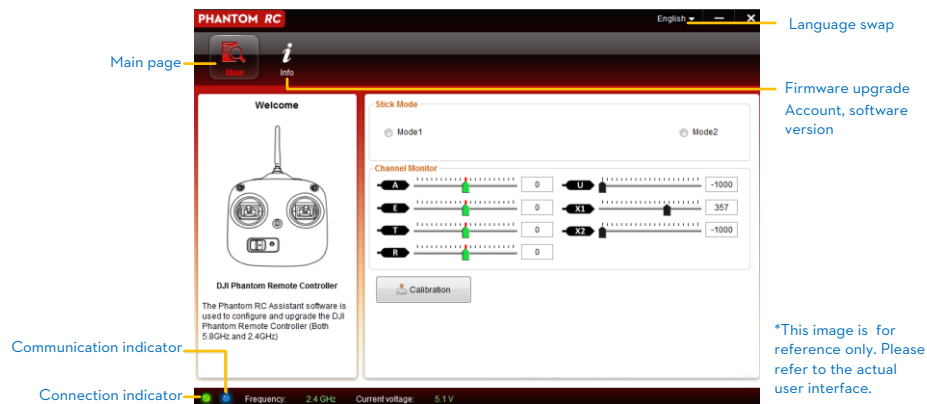 PHANTOM RC
English
Language swap
Main page
Main
Info
Firmware upgrade
Account, software
version
Welcome
DJI Phantom Remote Controller
The Phantom RC Assistant software is
used to configure and upgrade the DJI
Phantom Remote Controller (Both
5.8GHz and 2.4GHz)
Stick Mode
Mode1
Mode2
Channel Monitor
A 0
U -1000
E 0
X1 357
T 0
X2 -1000
R 0
Calibration
*This image is for
reference only. Please
refer to the actual
user interface.
Communication indicator
Connection indicator
Frequency: 2.4 GHz Current voltage: 5.1 V